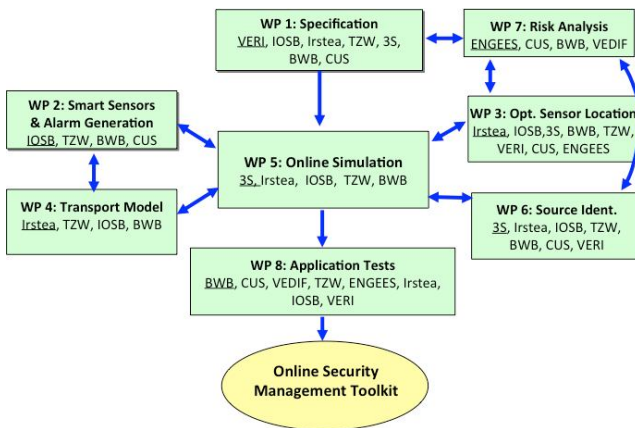 WP 1: Specification
VERI, IOSB, Irstea, TZW, 3S,
BWB, CUS
WP 7: Risk Analysis
ENGEES, CUS, BWB, VEDIF
WP 2: Smart Sensors
& Alarm Generation
IOSB, TZW, BWB, CUS
WP 3: Opt. Sensor Location
Irstea, IOSB,3S, BWB, TZW,
VERI, CUS, ENGEES
WP 5: Online Simulation
3S, Irstea, IOSB, TZW, BWB
WP 4: Transport Model
Irstea, TZW, IOSB, BWB
WP 6: Source Ident.
3S, Irstea, IOSB, TZW,
BWB, CUS, VERI
WP 8: Application Tests
BWB, CUS, VEDIF, TZW, ENGEES, Irstea,
IOSB, VERI
Online Security
Management Toolkit